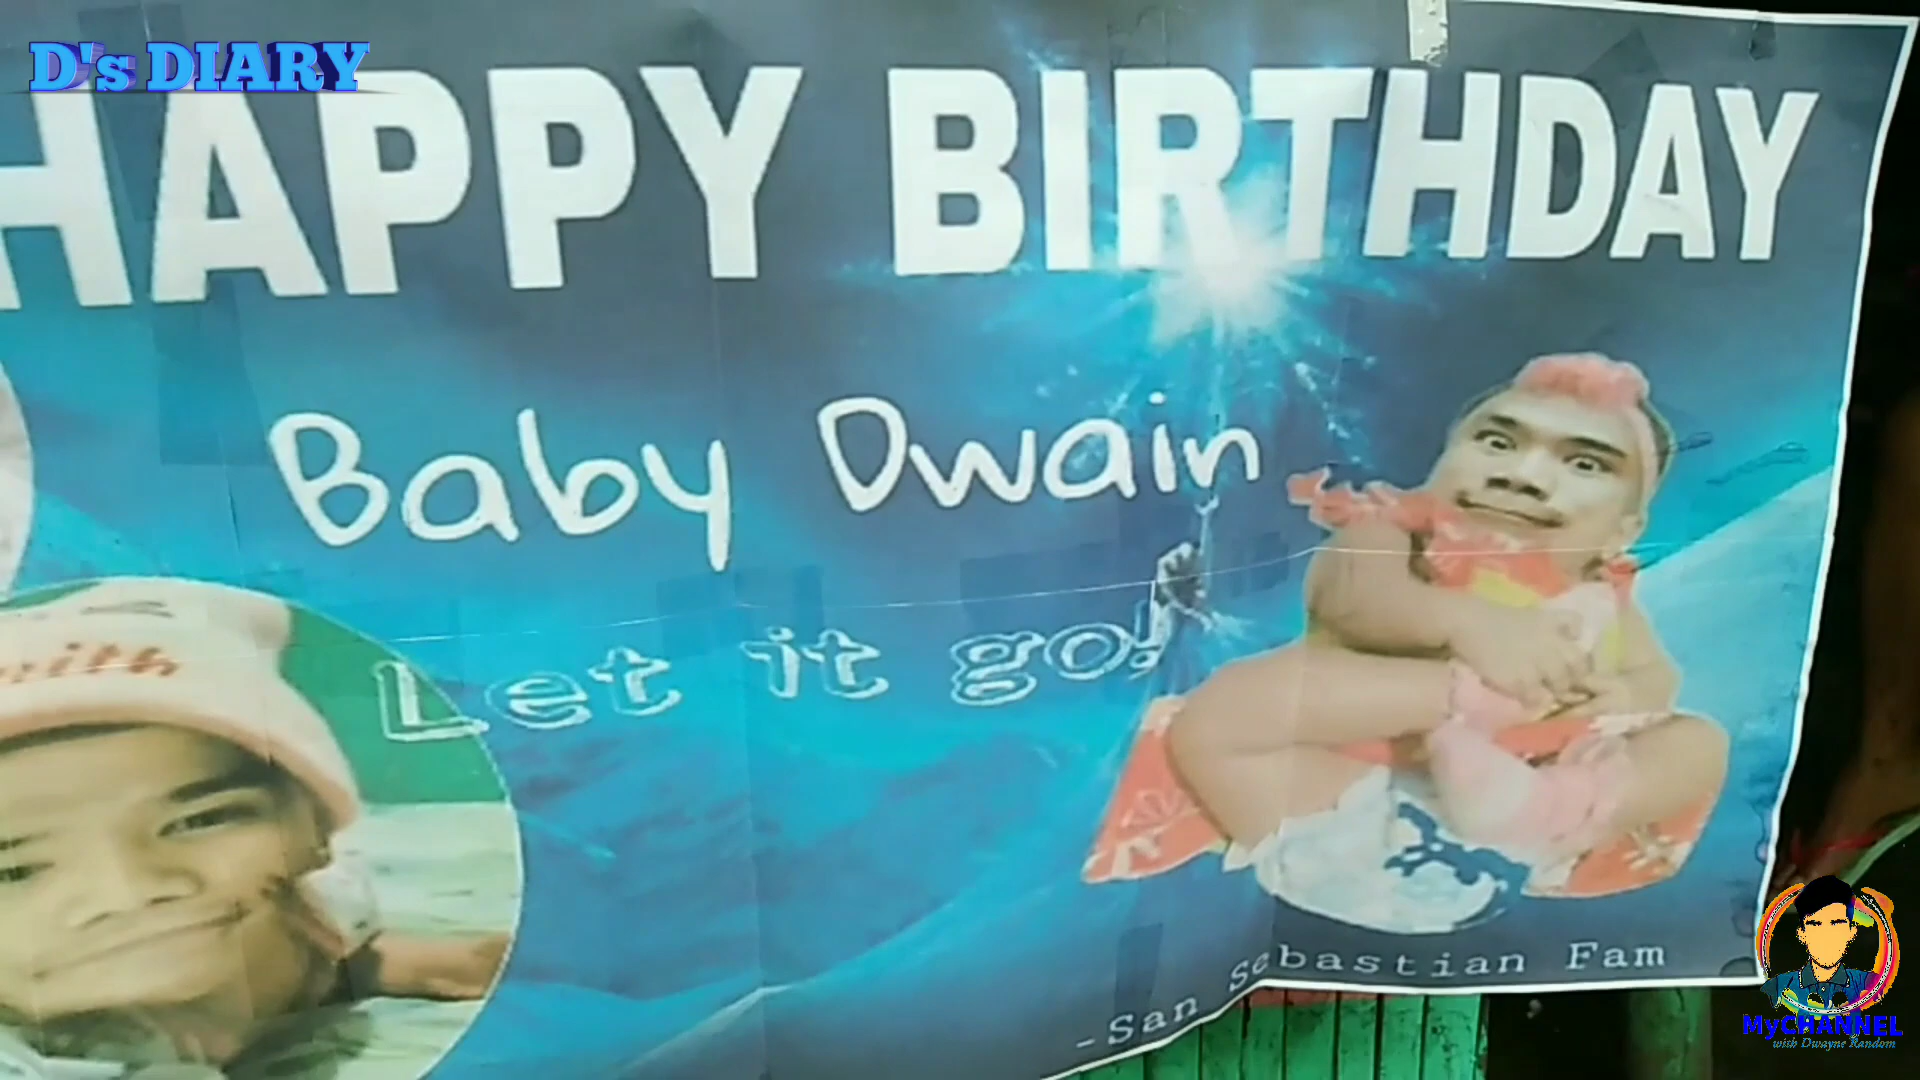 D's DIARY
HAPPY BIRTHDAY
Baby Dwain
Let it go!
- San Sebastian Fam
MyCHANNEL
with Dwayne Random